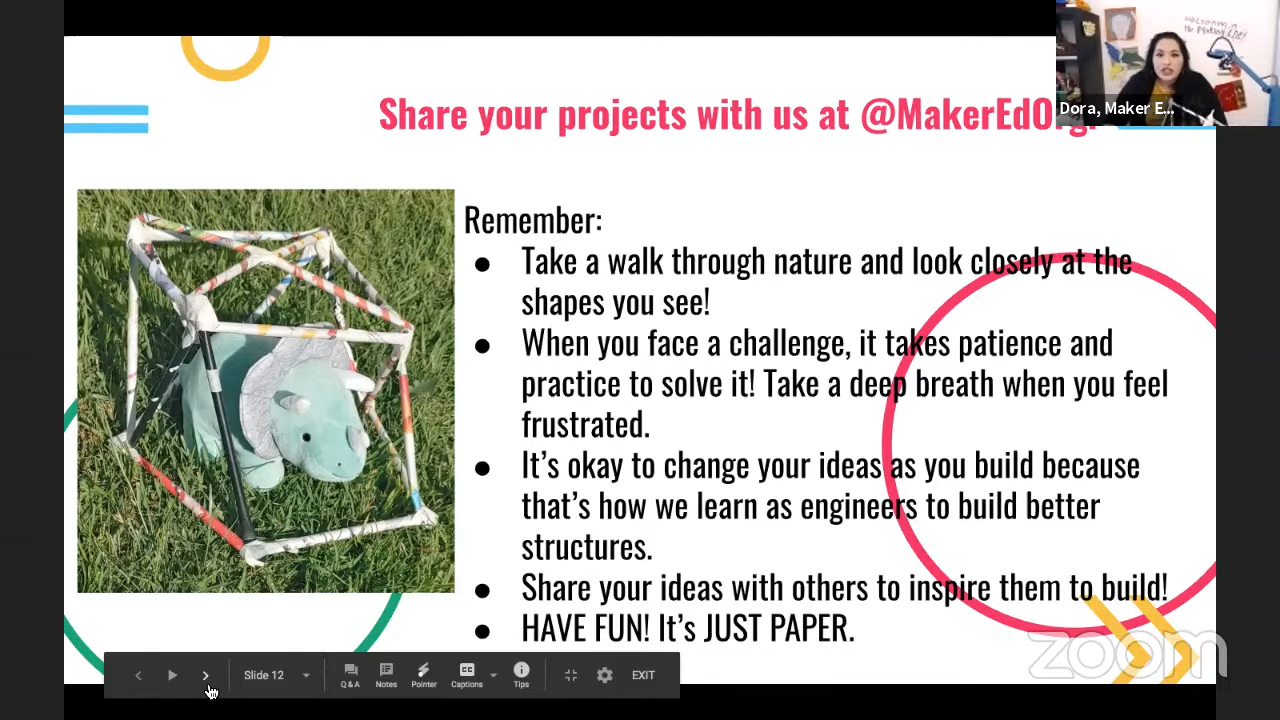 Share your projects with us at @MakerEdOrg!
Dora, Maker E...
Remember:
● Take a walk through nature and look closely at the
shapes you see!
● When you face a challenge, it takes patience and
practice to solve it! Take a deep breath when you feel
frustrated.
● It's okay to change your ideas as you build because
that's how we learn as engineers to build better
structures.
● Share your ideas with others to inspire them to build!
● HAVE FUN! It's JUST PAPER.
zoom
Slide 12
Q & A
Notes
Pointer
Captions
Tips
EXIT